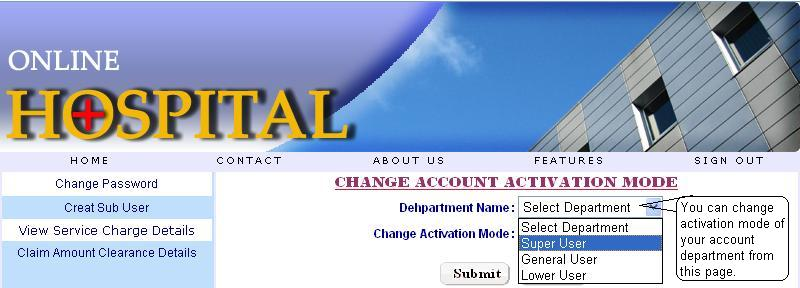 ONLINE
HOSPITAL
HOME CONTACT ABOUT US FEATURES SIGN OUT
Change Password
Creat Sub User
View Service Charge Details
Claim Amount Clearance Details
CHANGE ACCOUNT ACTIVATION MODE
Dehpartment Name: Select Department
Select Department
Super User
General User
Lower User
Change Activation Mode:
Submit
You can change
activation mode of
your account
department from
this page.